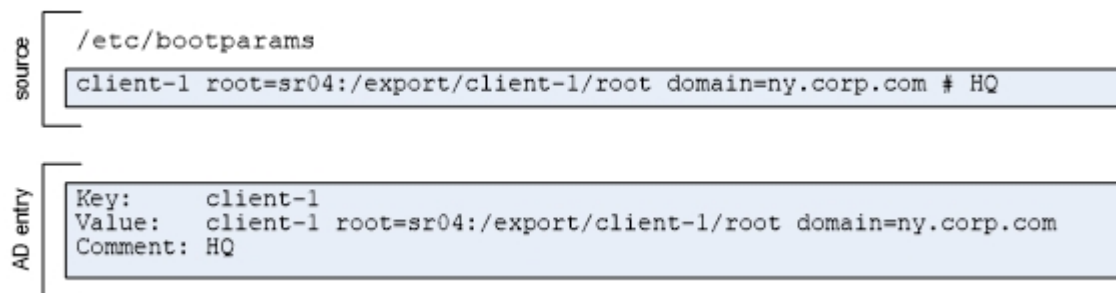 source
/etc/bootparams
client-1 root=sr04:/export/client-1/root domain=ny.corp.com # HQ
AD entry
Key: client-1
Value: client-1 root=sr04:/export/client-1/root domain=ny.corp.com
Comment: HQ